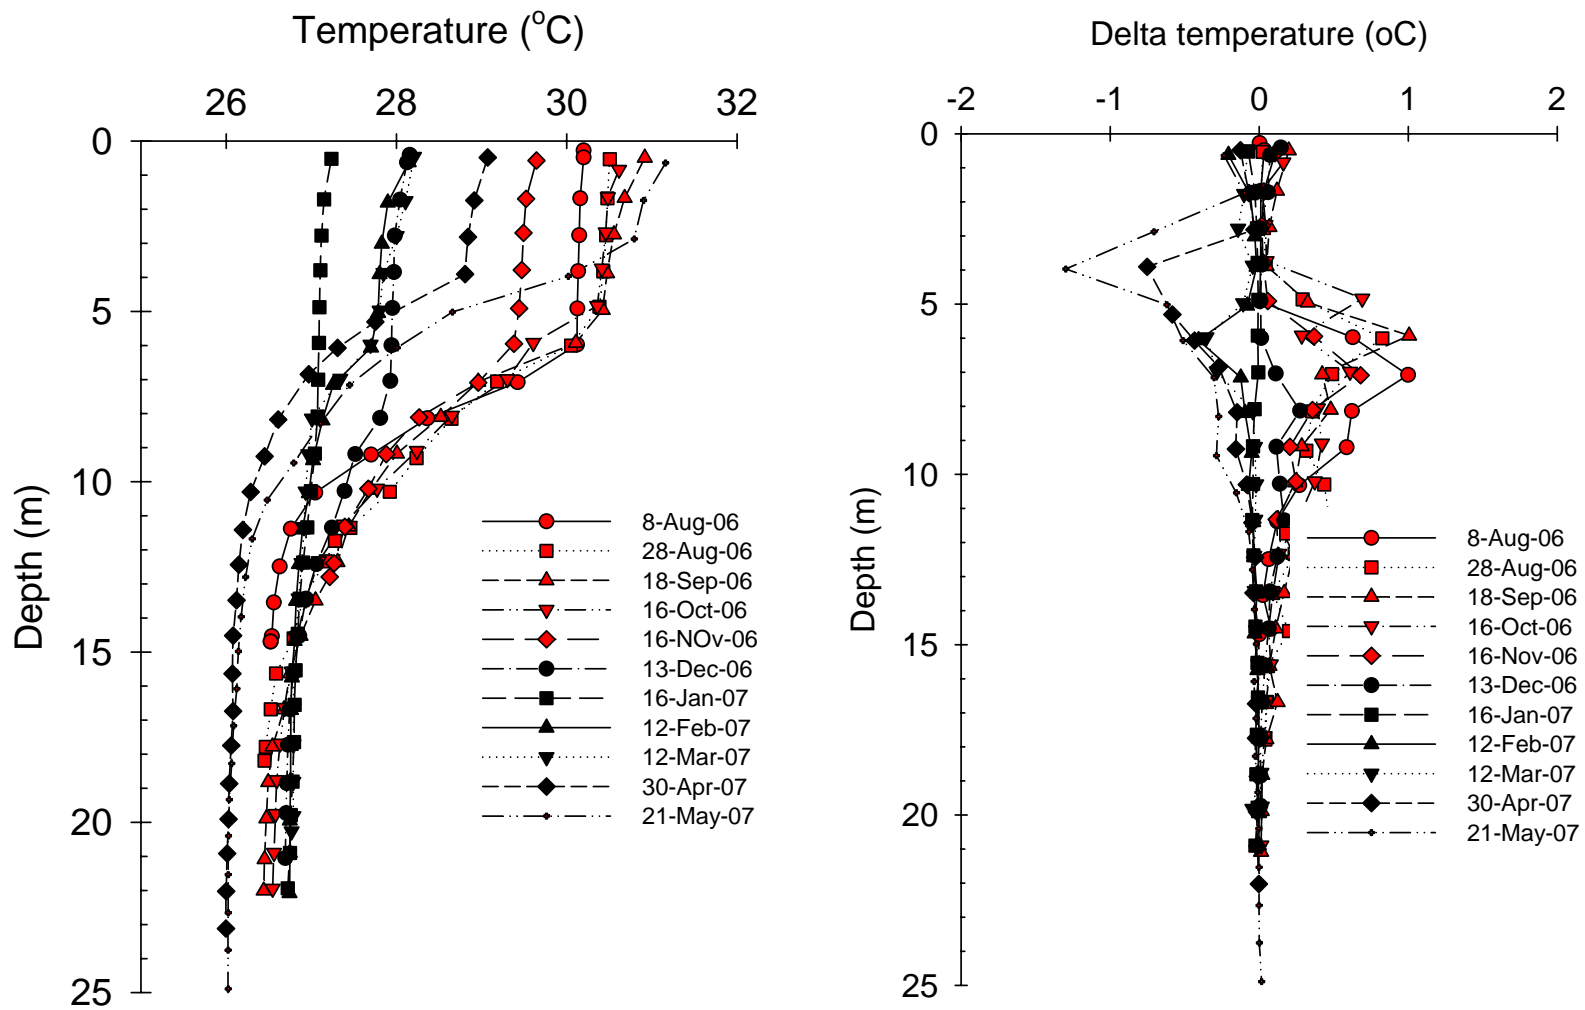 Temperature (oC)
26 28 30 32
0
5
10
15
20
25
Depth (m)
8-Aug-06
28-Aug-06
18-Sep-06
16-Oct-06
16-NOv-06
13-Dec-06
16-Jan-07
12-Feb-07
12-Mar-07
30-Apr-07
21-May-07
Delta temperature (oC)
-2 -1 0 1 2
0
5
10
15
20
25
Depth (m)
8-Aug-06
28-Aug-06
18-Sep-06
16-Oct-06
16-Nov-06
13-Dec-06
16-Jan-07
12-Feb-07
12-Mar-07
30-Apr-07
21-May-07